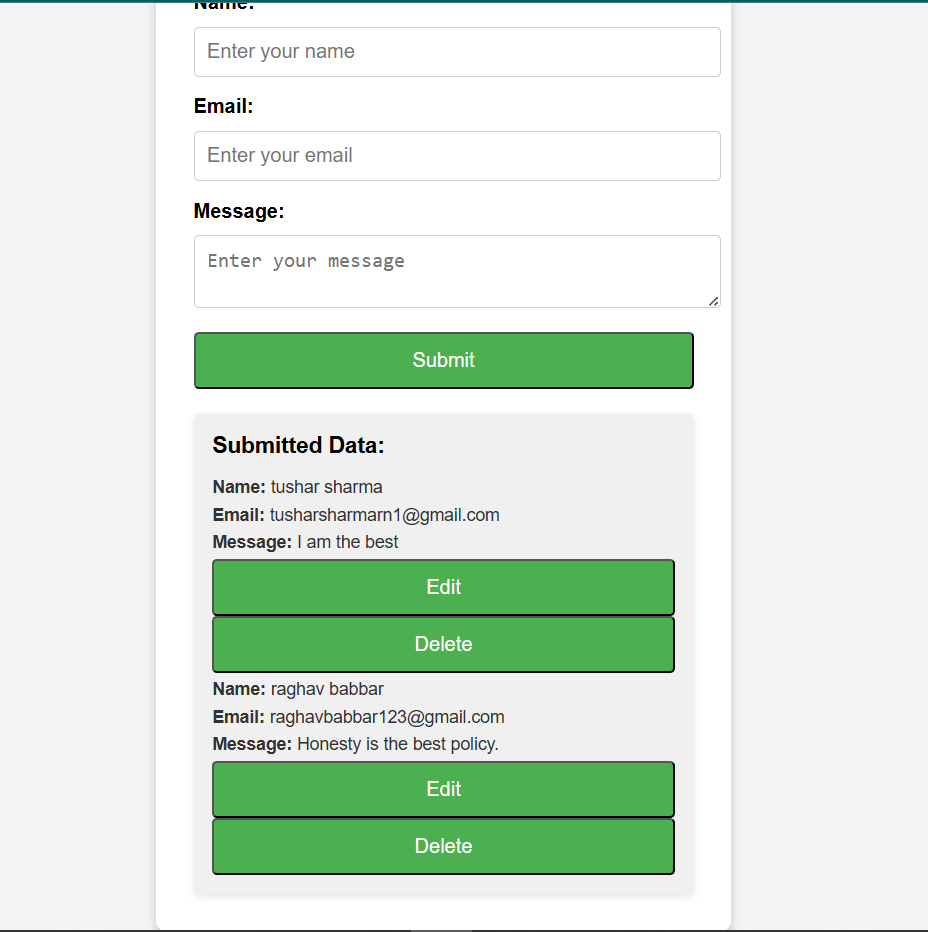 Name:
Enter your name
Email:
Enter your email
Message:
Enter your message
Submit
Submitted Data:
Name: tushar sharma
Email: tusharsharmarn1@gmail.com
Message: I am the best
Edit
Delete
Name: raghav babbar
Email: raghavbabbar123@gmail.com
Message: Honesty is the best policy.
Edit
Delete